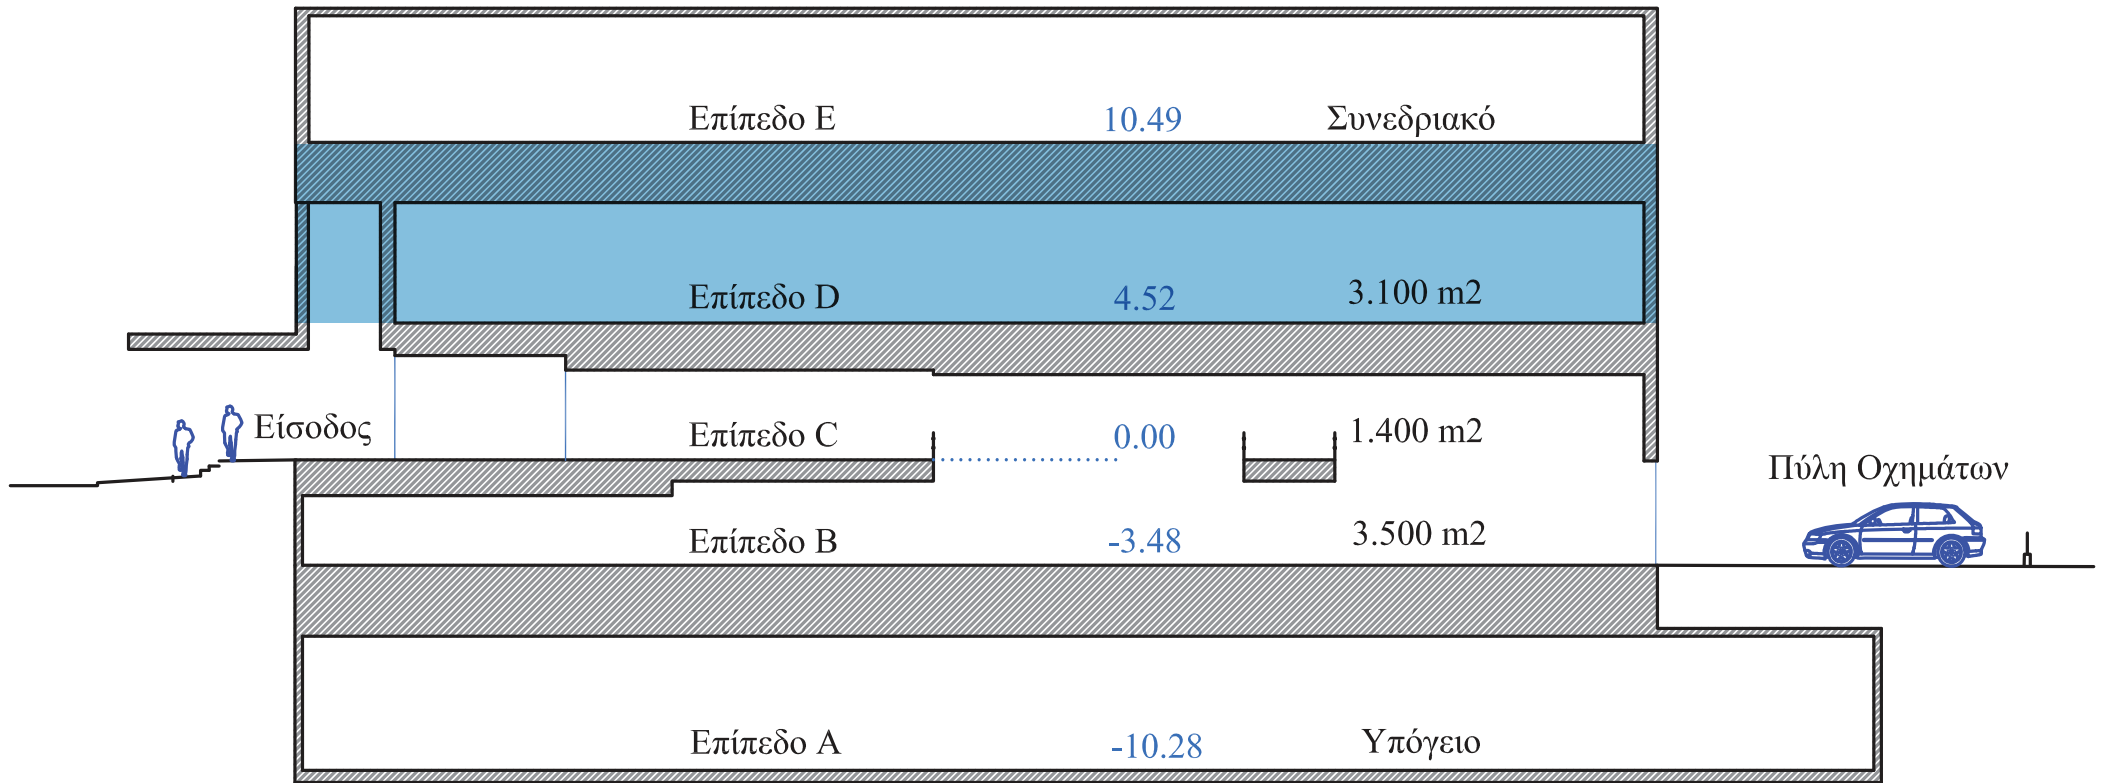 Επίπεδο E 10.49 Συνεδριακό
Επίπεδο D 4.52 3.100 m2
Είσοδος Επίπεδο C 0.00 1.400 m2
Πύλη Οχημάτων
Επίπεδο B -3.48 3.500 m2
Επίπεδο A -10.28 Υπόγειο